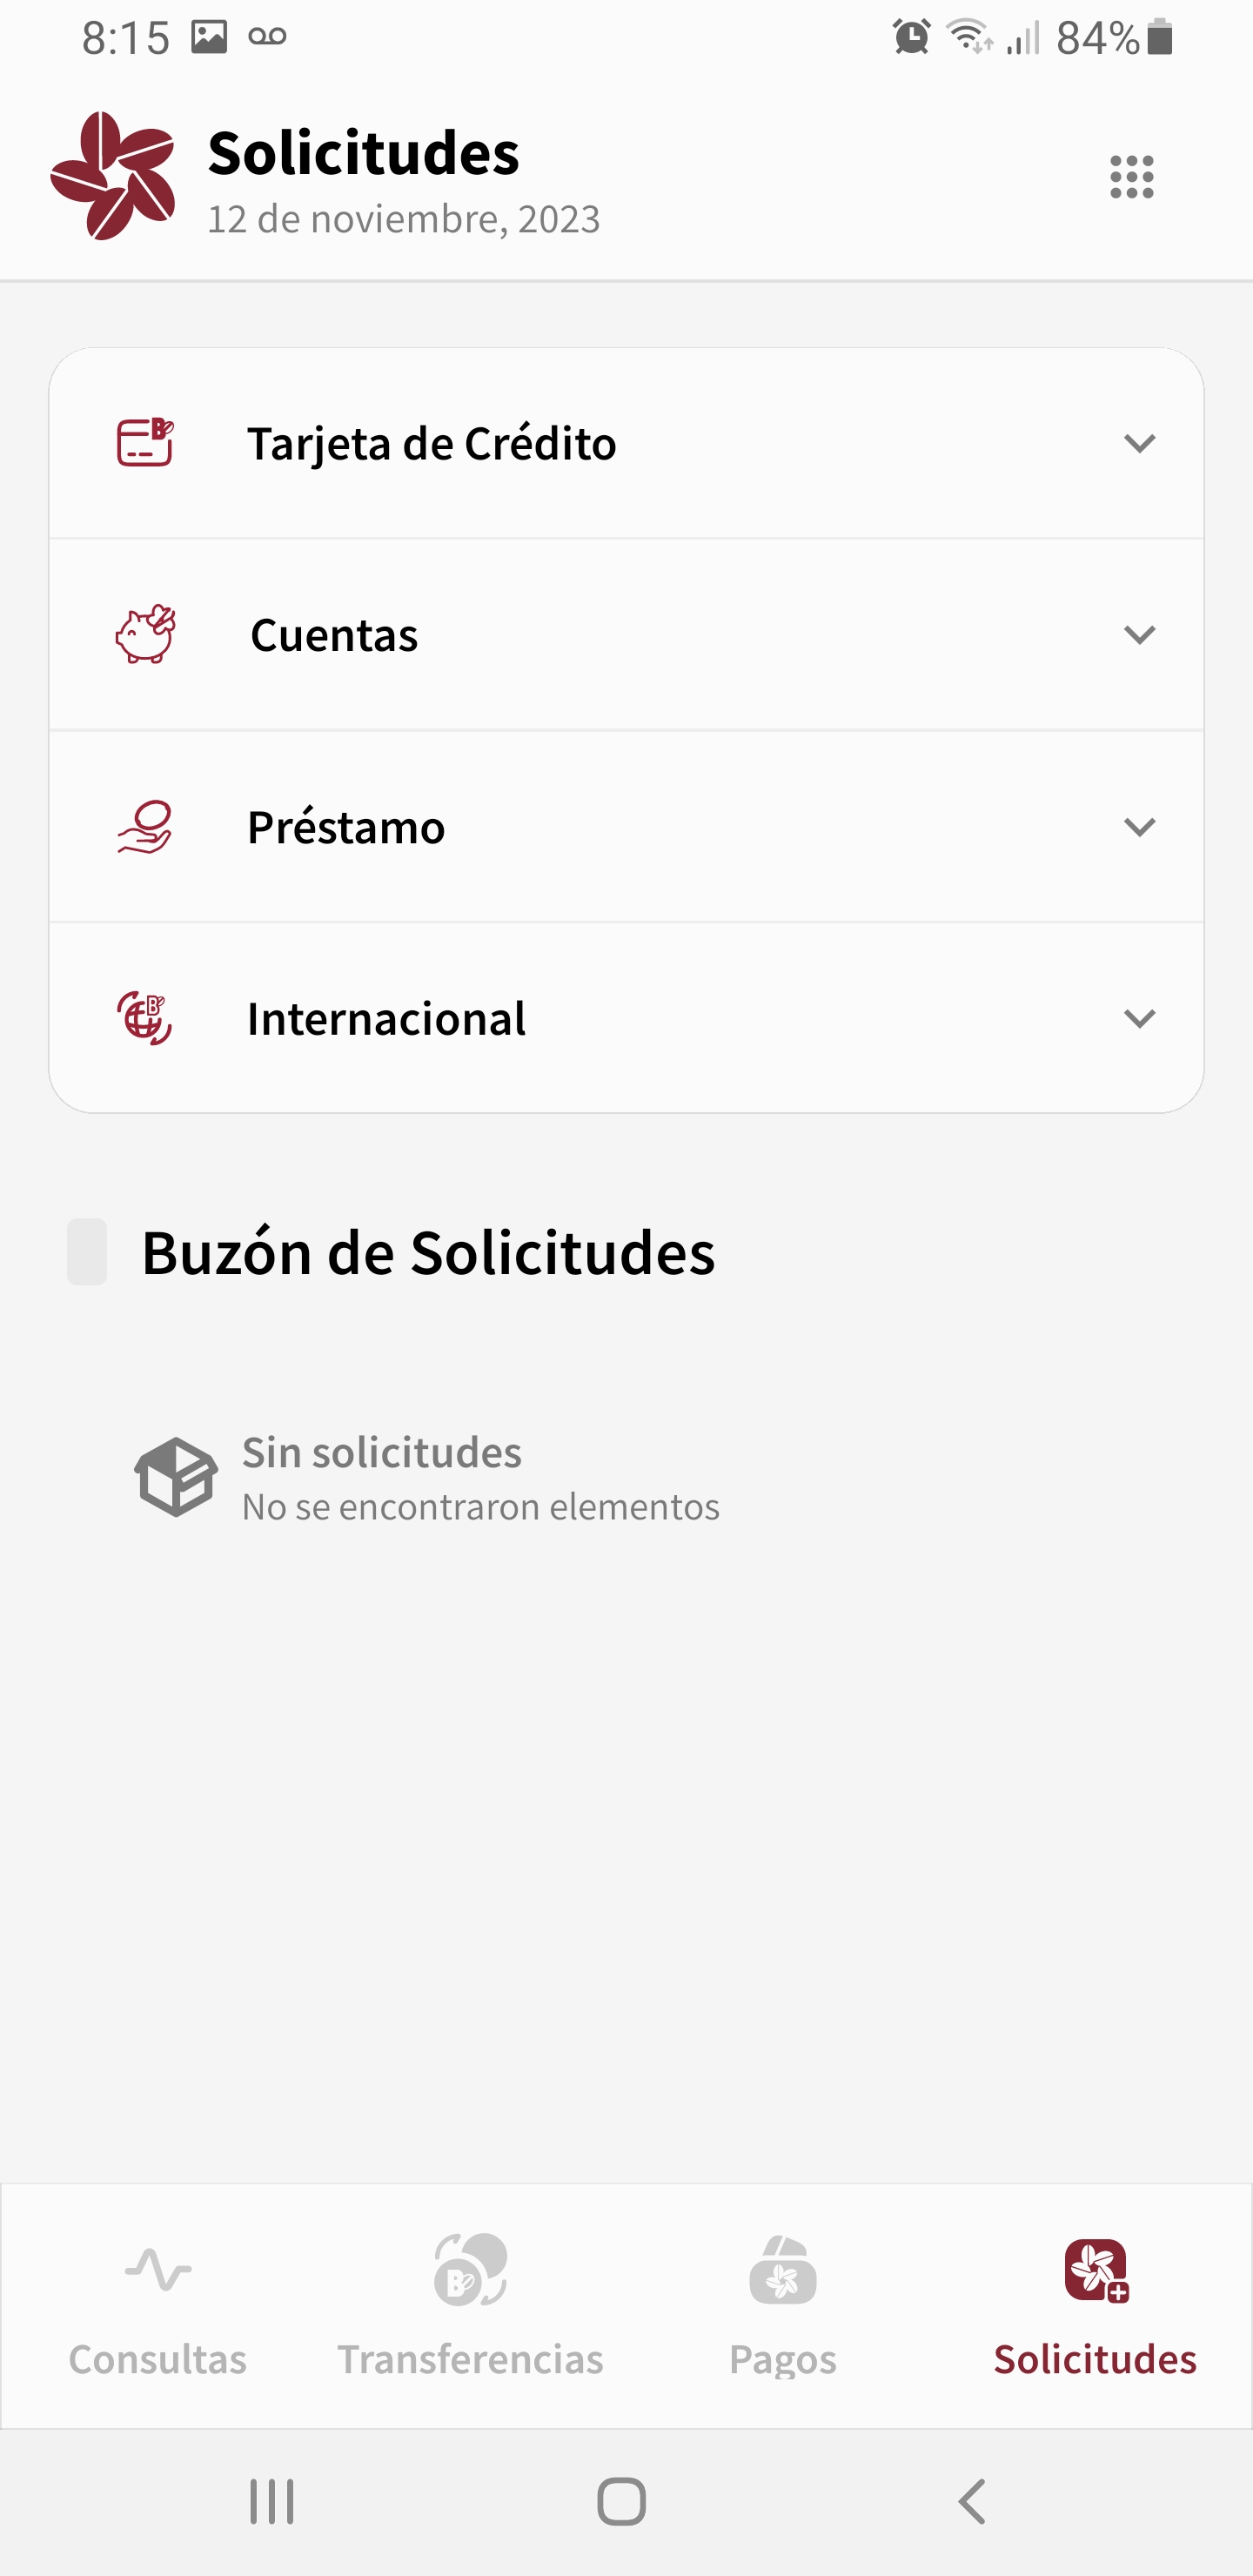 8:15
84%
Solicitudes
12 de noviembre, 2023
Tarjeta de Crédito
Cuentas
Préstamo
Internacional
Buzón de Solicitudes
Sin solicitudes
No se encontraron elementos
Consultas
Transferencias
Pagos
Solicitudes